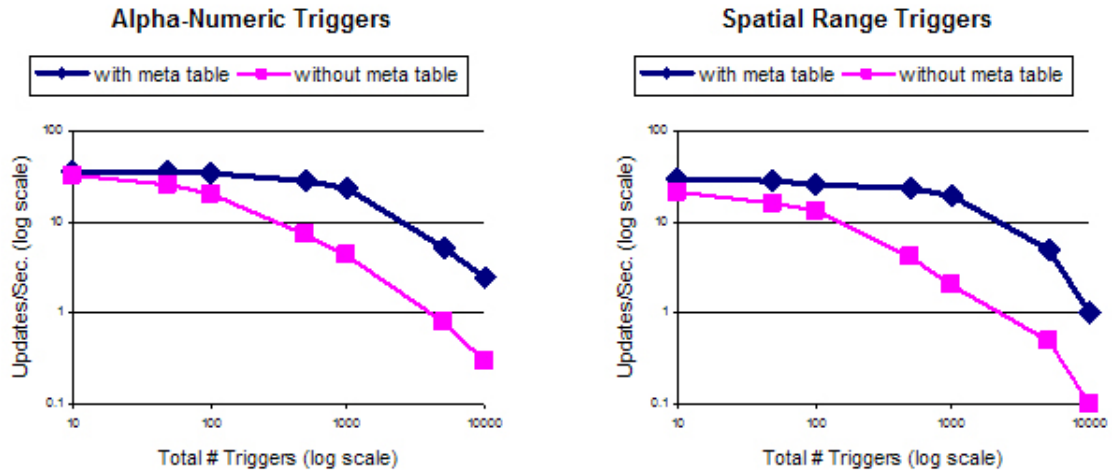 Alpha-Numeric Triggers
with meta table
without meta table
100
10
1
0.1
Updates/Sec. (log scale)
10
100
1000
10000
Total # Triggers (log scale)
Spatial Range Triggers
with meta table
without meta table
100
10
1
0.1
Updates/Sec. (log scale)
10
100
1000
10000
Total # Triggers (log scale)